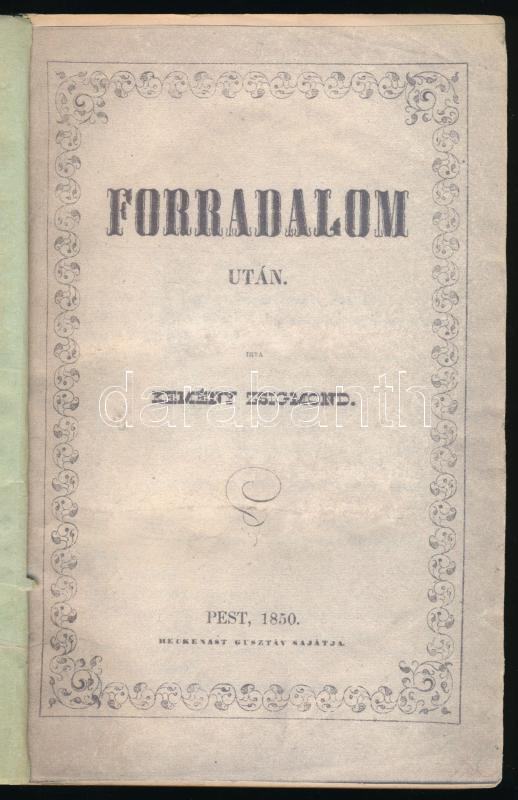 FORRADALOM
UTÁN.
IRTA
KEMÉNY ZSIGMOND.
darabanth
PEST, 1850.
HECKENAST GUSZTÁV SAJÁTJA.